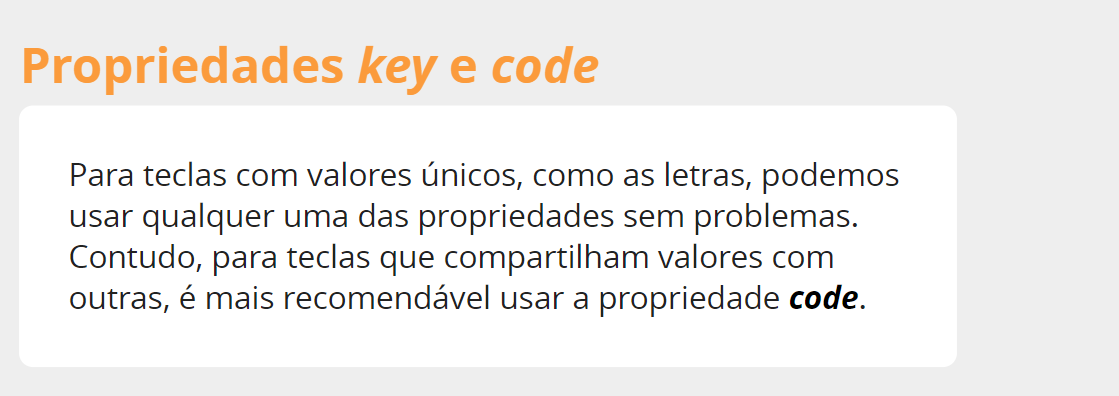 Propriedades key e code
Para teclas com valores únicos, como as letras, podemos
usar qualquer uma das propriedades sem problemas.
Contudo, para teclas que compartilham valores com
outras, é mais recomendável usar a propriedade code.